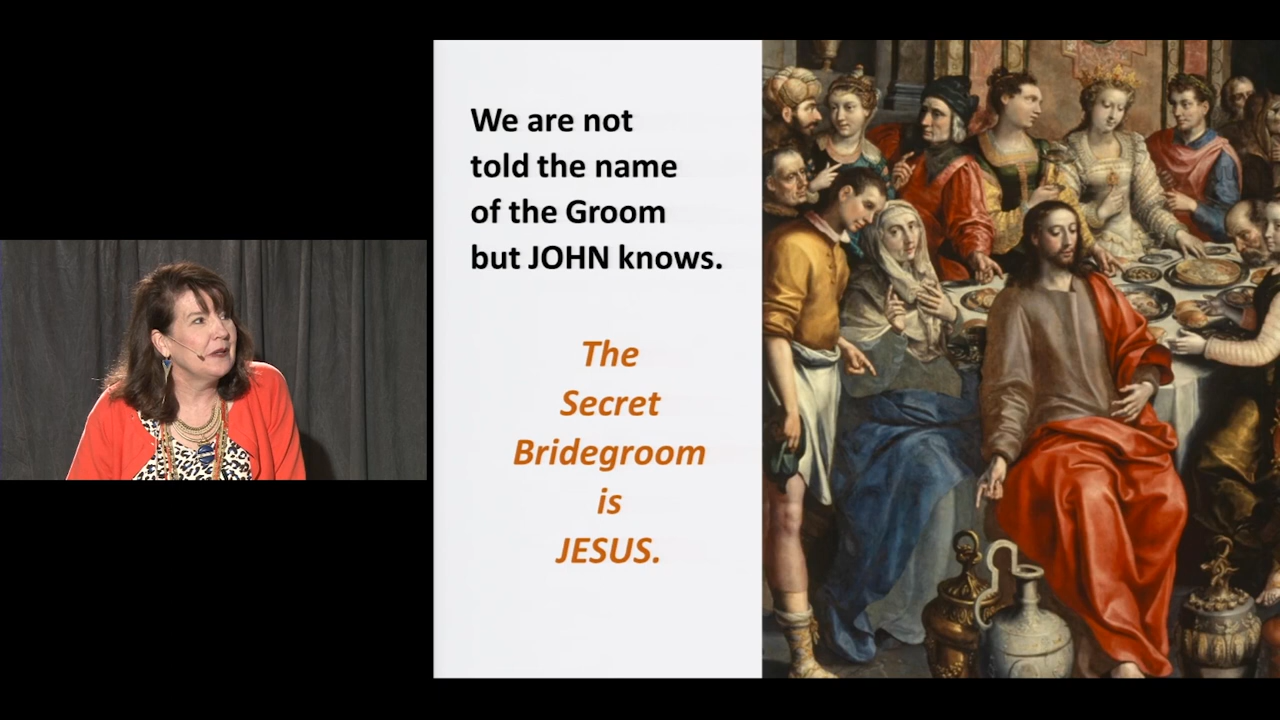 We are not
told the name
of the Groom
but JOHN knows.
The
Secret
Bridegroom
is
JESUS.